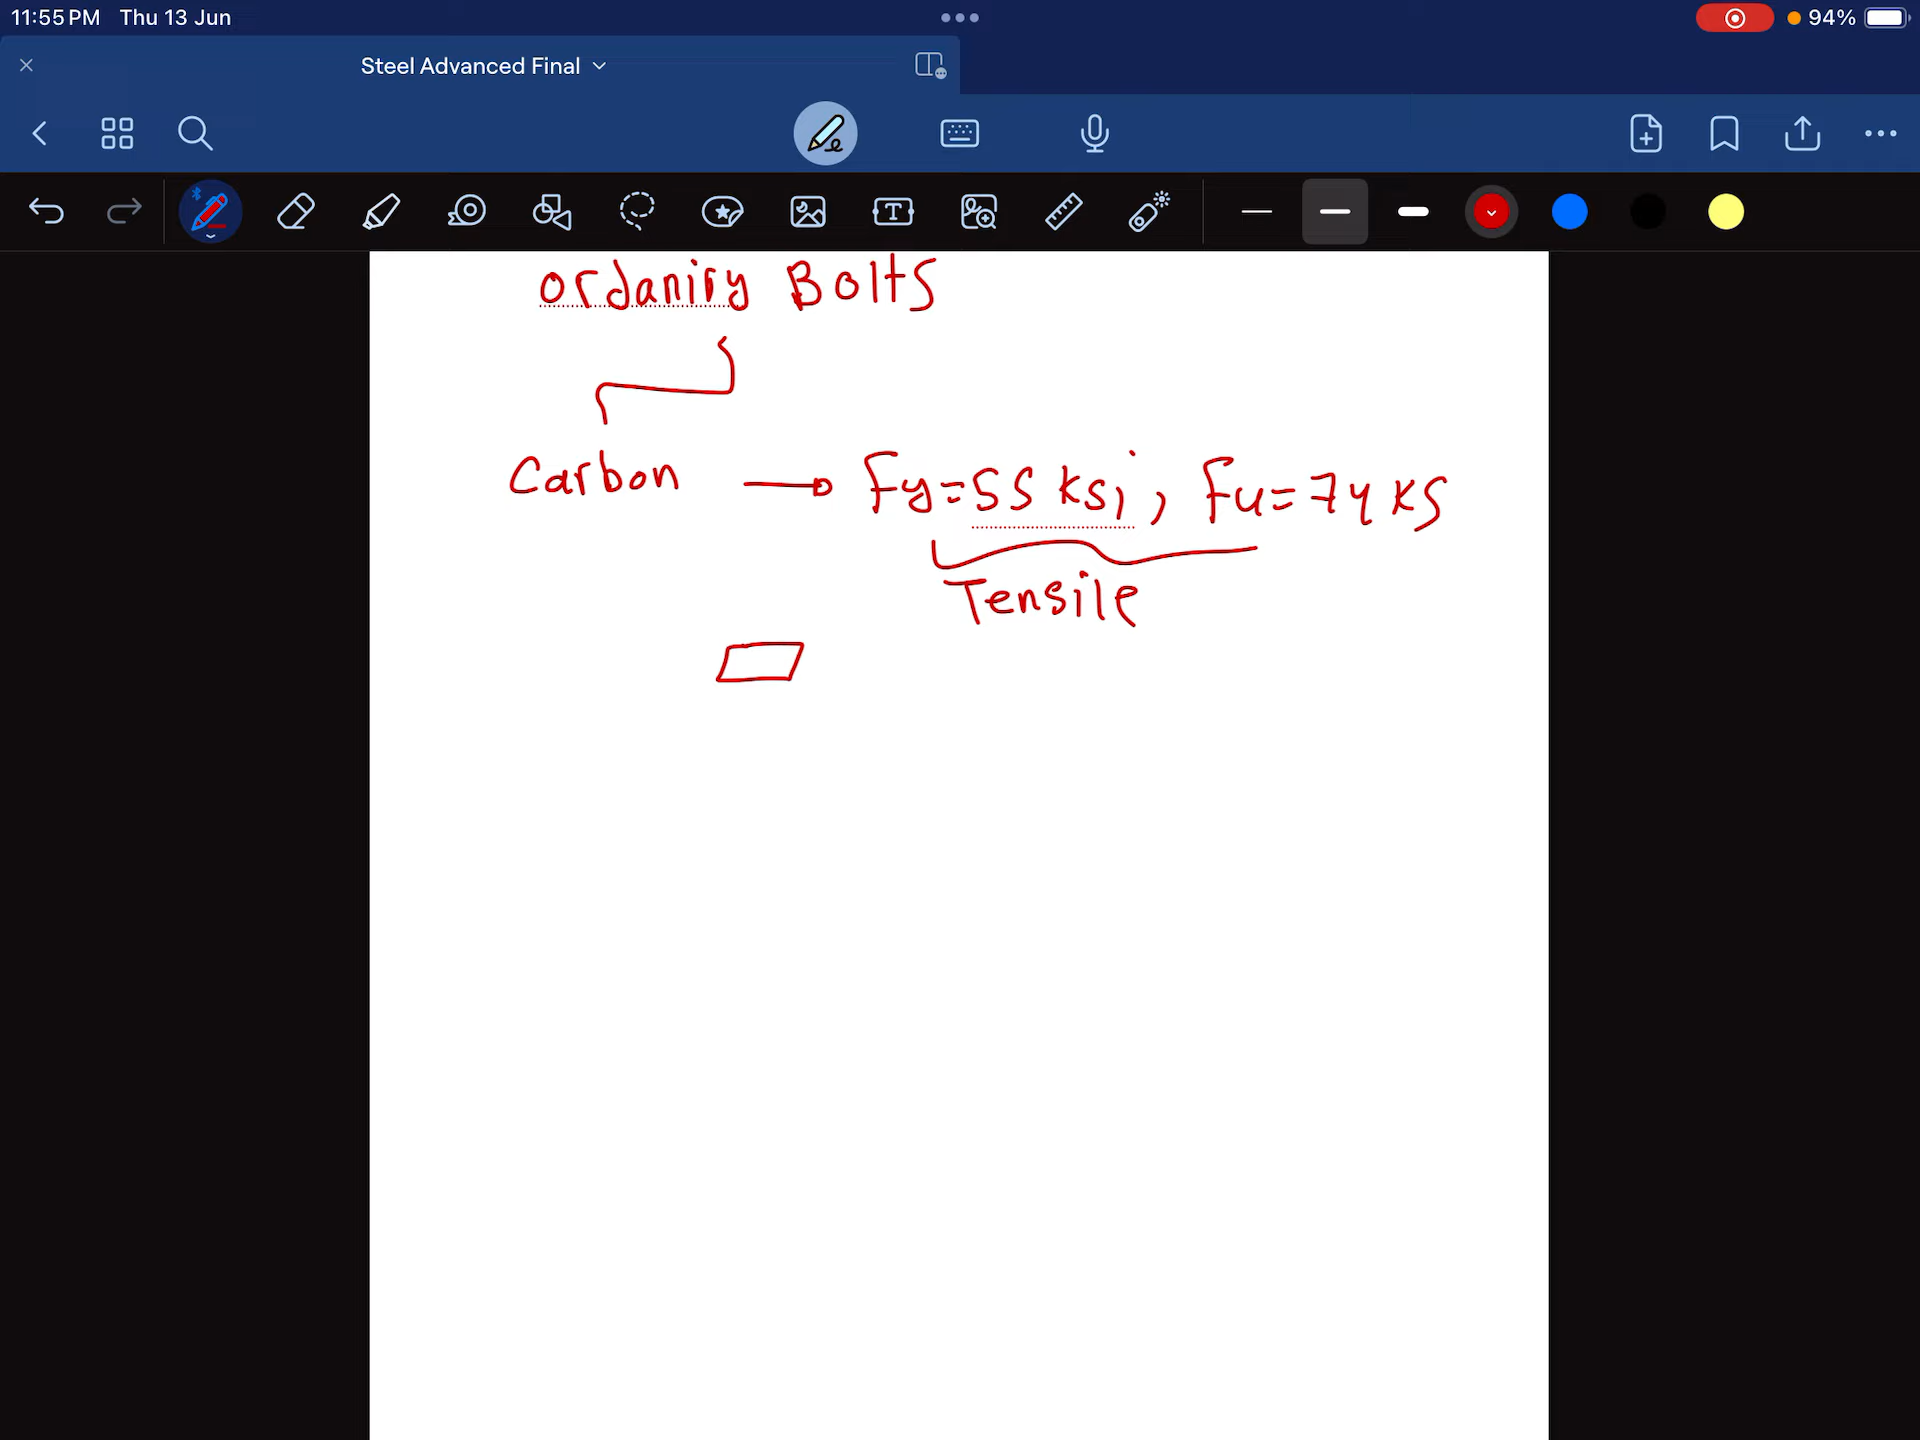 11:55 PM Thu 13 Jun
94%
Steel Advanced Final
Ordaniry Bolts
Carbon → Fy=55 ksi, Fu=74 ks
Tensile